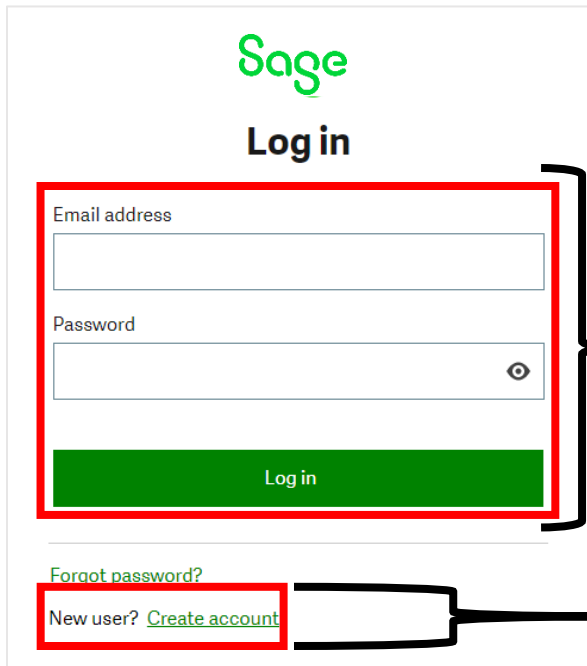 Sage
Log in
Email address
Password
Log in
Forgot password?
New user? Create account